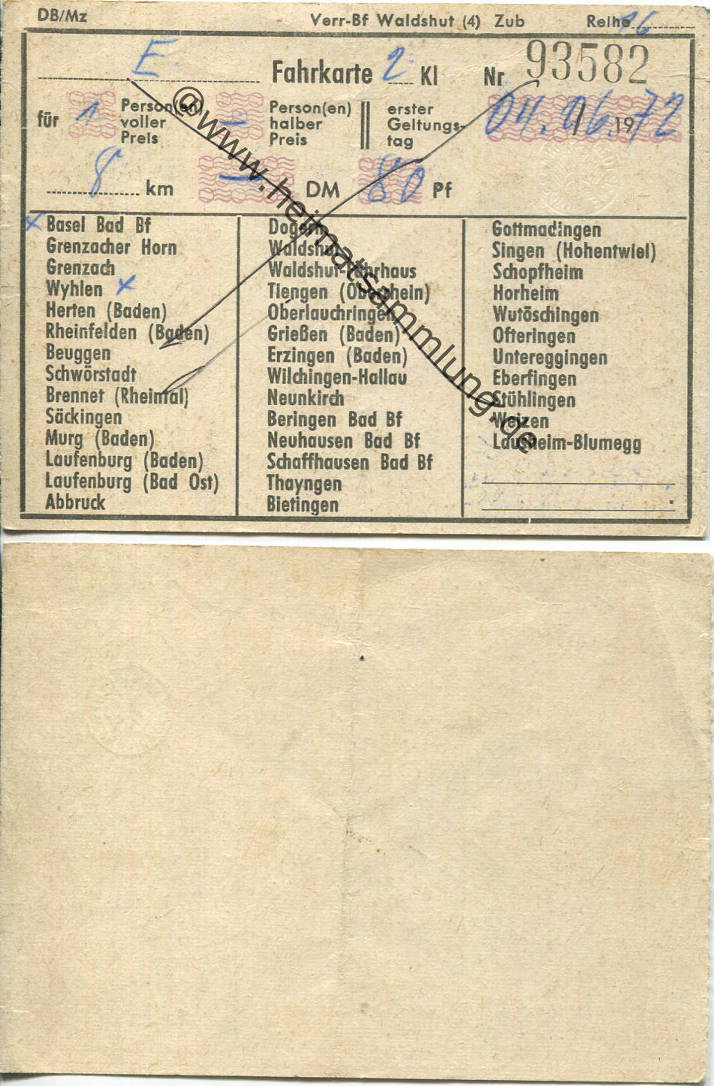 DB/Mz Verr-Bf Waldshut (4) Zub Reihe 16
E Fahrkarte 2 Kl Nr 93582
für 1 Person(en) voller Preis – Person(en) halber Preis erster Geltungs- tag 04.06.1972
8 km – DM 80 Pf
@www.heimatsammlung.de
x Basel Bad Bf
Grenzacher Horn
Grenzach
Wyhlen x
Herten (Baden)
Rheinfelden (Baden)
Beuggen
Schwörstadt
Brennet (Rheintal)
Säckingen
Murg (Baden)
Laufenburg (Baden)
Laufenburg (Bad Ost)
Abbruck
Dogern
Waldshut
Waldshut-Fährhaus
Tiengen (Oberrhein)
Oberlauchringen
Grießen (Baden)
Erzingen (Baden)
Wilchingen-Hallau
Neunkirch
Beringen Bad Bf
Neuhausen Bad Bf
Schaffhausen Bad Bf
Thayngen
Bietingen
Gottmadingen
Singen (Hohentwiel)
Schopfheim
Horheim
Wutöschingen
Ofteringen
Untereggingen
Eberfingen
Stühlingen
Weizen
Lausheim-Blumegg